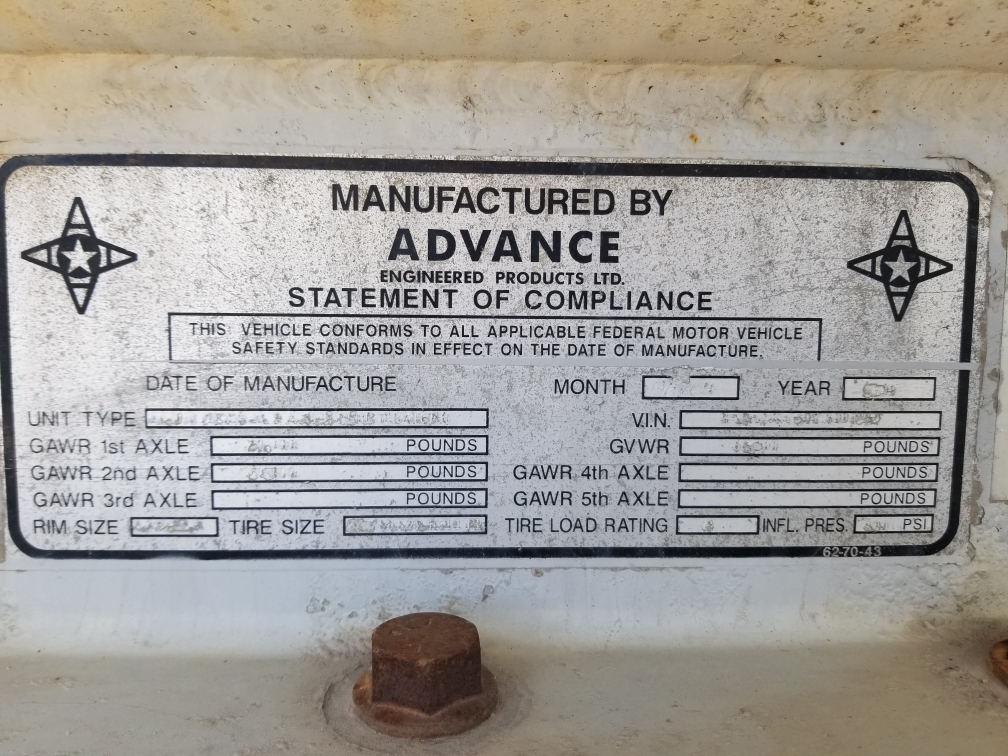 MANUFACTURED BY
ADVANCE
ENGINEERED PRODUCTS LTD.
STATEMENT OF COMPLIANCE
THIS VEHICLE CONFORMS TO ALL APPLICABLE FEDERAL MOTOR VEHICLE
SAFETY STANDARDS IN EFFECT ON THE DATE OF MANUFACTURE.
DATE OF MANUFACTURE MONTH YEAR
UNIT TYPE V.I.N.
GAWR 1st AXLE POUNDS GVWR POUNDS
GAWR 2nd AXLE POUNDS GAWR 4th AXLE POUNDS
GAWR 3rd AXLE POUNDS GAWR 5th AXLE POUNDS
RIM SIZE TIRE SIZE TIRE LOAD RATING INFL. PRES. PSI
62-70-43